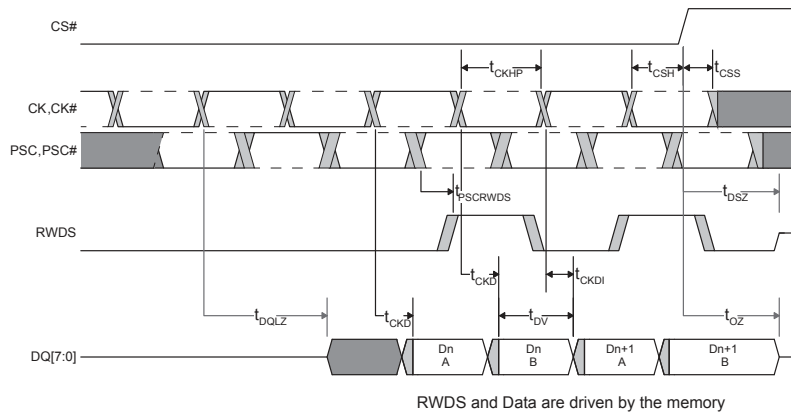 CS#
tCKHP
tCSH
tCSS
CK,CK#
PSC,PSC#
tPSCRWDS
tDSZ
RWDS
tCKD
tCKDI
tDQLZ
tCKD
tDV
tOZ
DQ[7:0]
Dn
A
Dn
B
Dn+1
A
Dn+1
B
RWDS and Data are driven by the memory